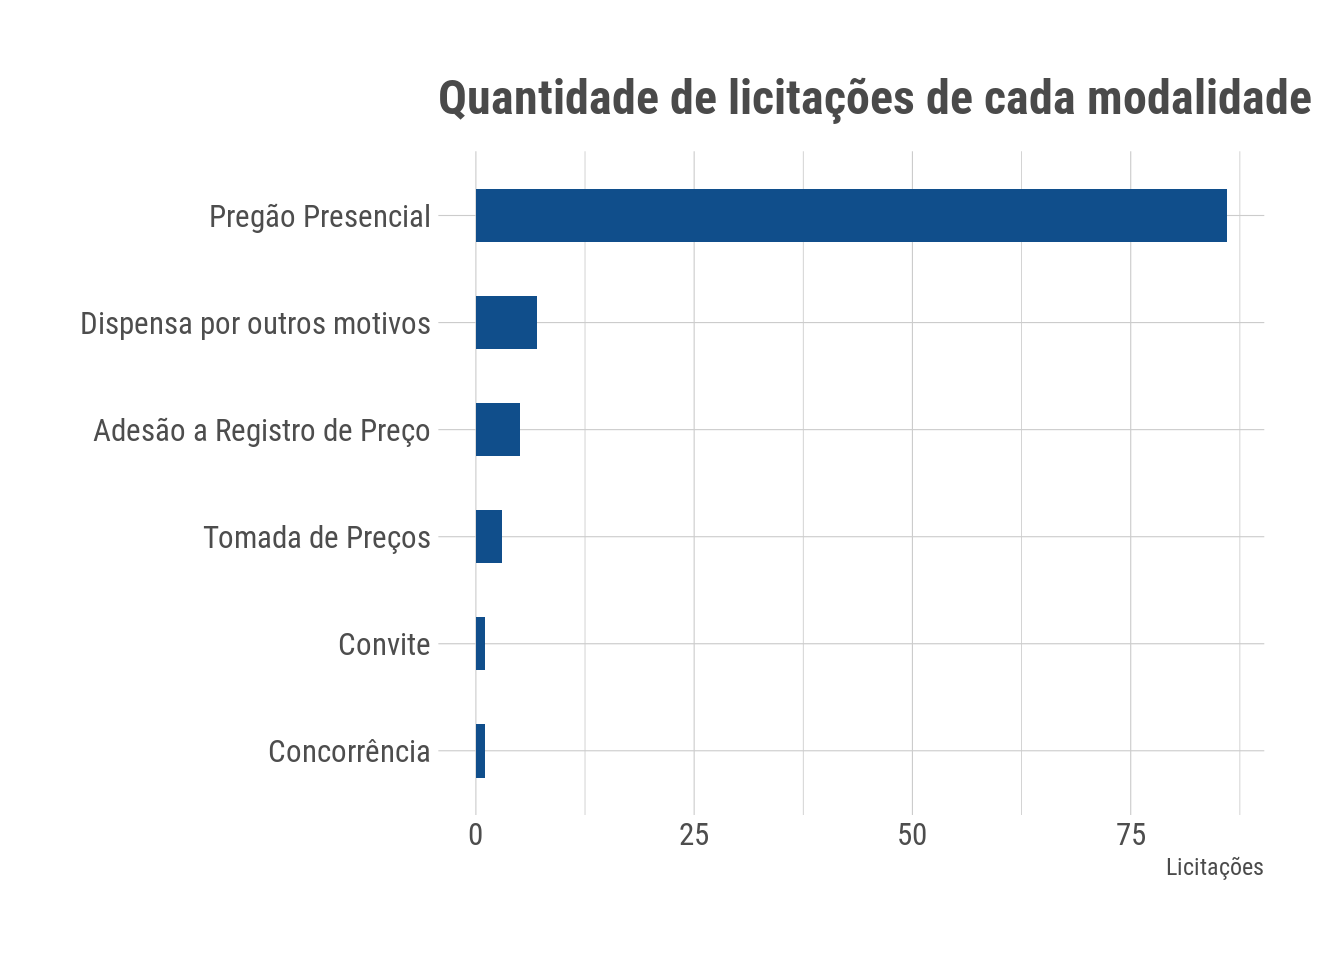 Quantidade de licitações de cada modalidade
Pregão Presencial
Dispensa por outros motivos
Adesão a Registro de Preço
Tomada de Preços
Convite
Concorrência
0 25 50 75
Licitações